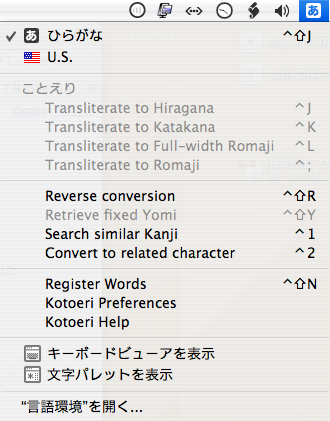 あ
✓ あ ひらがな ^⇧J
U.S.
ことえり
Transliterate to Hiragana ^J
Transliterate to Katakana ^K
Transliterate to Full-width Romaji ^L
Transliterate to Romaji ^;
Reverse conversion ^⇧R
Retrieve fixed Yomi ^⇧Y
Search similar Kanji ^1
Convert to related character ^2
Register Words ^⇧N
Kotoeri Preferences
Kotoeri Help
キーボードビューアを表示
文字パレットを表示
“言語環境”を開く...